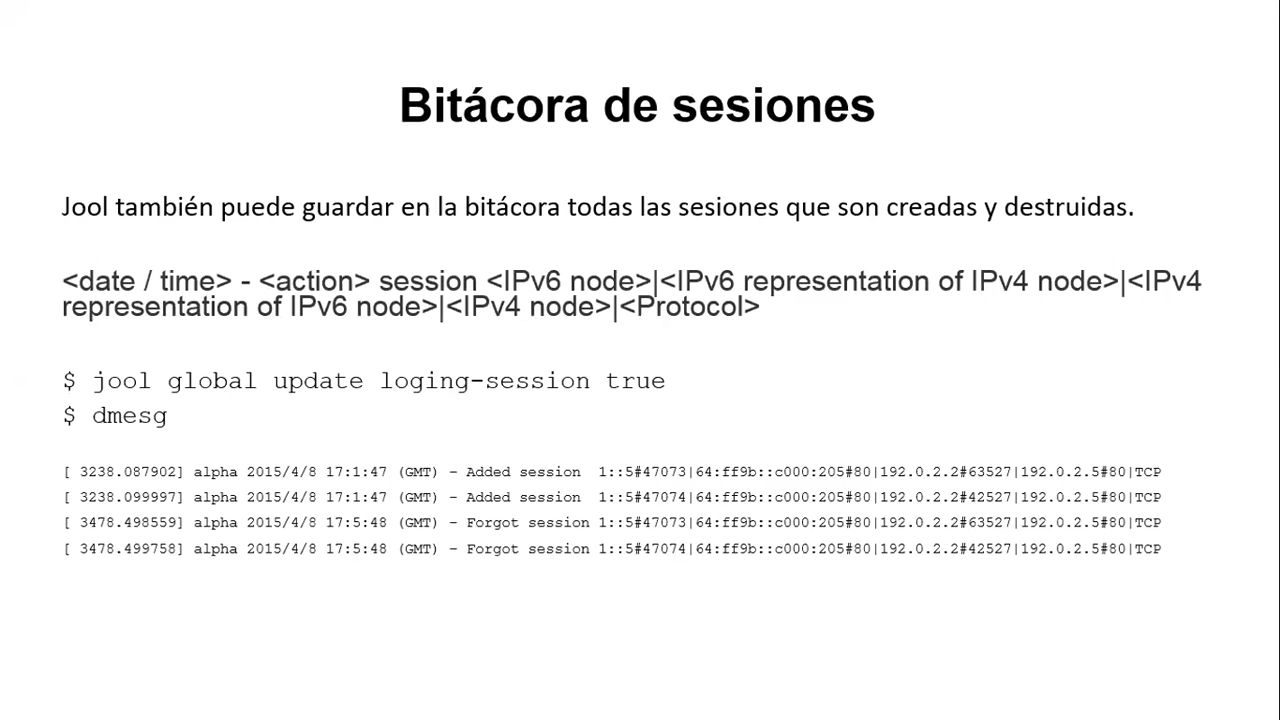 Bitácora de sesiones
Jool también puede guardar en la bitácora todas las sesiones que son creadas y destruidas.
<date / time> - <action> session <IPv6 node>|<IPv6 representation of IPv4 node>|<IPv4
representation of IPv6 node>|<IPv4 node>|<Protocol>
$ jool global update loging-session true
$ dmesg
[ 3238.087902] alpha 2015/4/8 17:1:47 (GMT) - Added session  1::5#47073|64:ff9b::c000:205#80|192.0.2.2#63527|192.0.2.5#80|TCP
[ 3238.099997] alpha 2015/4/8 17:1:47 (GMT) - Added session  1::5#47074|64:ff9b::c000:205#80|192.0.2.2#42527|192.0.2.5#80|TCP
[ 3478.498559] alpha 2015/4/8 17:5:48 (GMT) - Forgot session 1::5#47073|64:ff9b::c000:205#80|192.0.2.2#63527|192.0.2.5#80|TCP
[ 3478.499758] alpha 2015/4/8 17:5:48 (GMT) - Forgot session 1::5#47074|64:ff9b::c000:205#80|192.0.2.2#42527|192.0.2.5#80|TCP